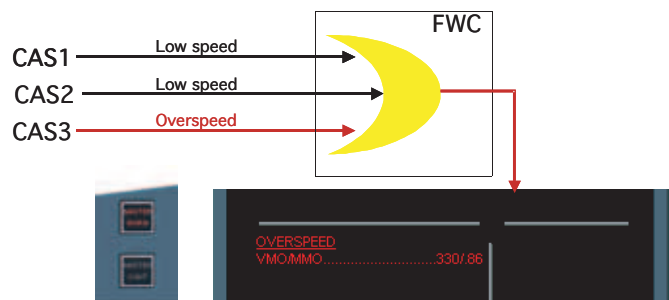 FWC
CAS1 Low speed
CAS2 Low speed
CAS3 Overspeed
OVERSPEED
VMO/MMO.............................330/.86